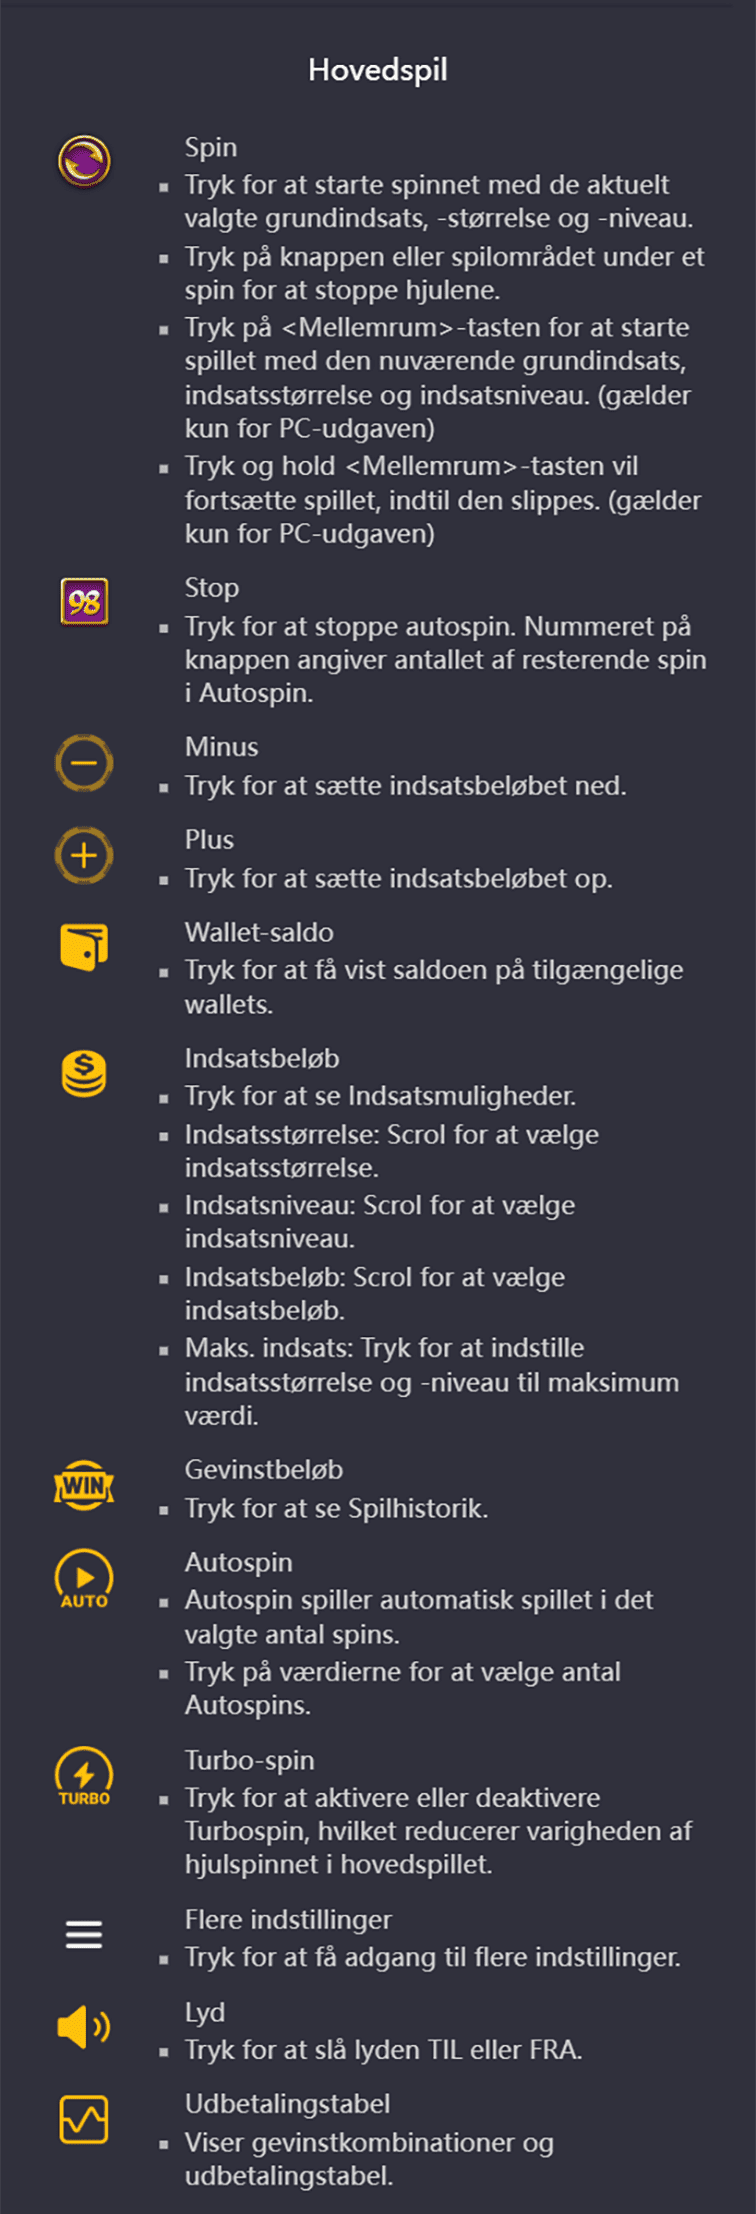 Hovedspil
Spin
▪ Tryk for at starte spinnet med de aktuelt
valgte grundindsats, -størrelse og -niveau.
▪ Tryk på knappen eller spilområdet under et
spin for at stoppe hjulene.
▪ Tryk på <Mellemrum>-tasten for at starte
spillet med den nuværende grundindsats,
indsatsstørrelse og indsatsniveau. (gælder
kun for PC-udgaven)
▪ Tryk og hold <Mellemrum>-tasten vil
fortsætte spillet, indtil den slippes. (gælder
kun for PC-udgaven)
98
Stop
▪ Tryk for at stoppe autospin. Nummeret på
knappen angiver antallet af resterende spin
i Autospin.
Minus
▪ Tryk for at sætte indsatsbeløbet ned.
Plus
▪ Tryk for at sætte indsatsbeløbet op.
Wallet-saldo
▪ Tryk for at få vist saldoen på tilgængelige
wallets.
$
Indsatsbeløb
▪ Tryk for at se Indsatsmuligheder.
▪ Indsatsstørrelse: Scrol for at vælge
indsatsstørrelse.
▪ Indsatsniveau: Scrol for at vælge
indsatsniveau.
▪ Indsatsbeløb: Scrol for at vælge
indsatsbeløb.
▪ Maks. indsats: Tryk for at indstille
indsatsstørrelse og -niveau til maksimum
værdi.
WIN
Gevinstbeløb
▪ Tryk for at se Spilhistorik.
AUTO
Autospin
▪ Autospin spiller automatisk spillet i det
valgte antal spins.
▪ Tryk på værdierne for at vælge antal
Autospins.
TURBO
Turbo-spin
▪ Tryk for at aktivere eller deaktivere
Turbospin, hvilket reducerer varigheden af
hjulspinnet i hovedspillet.
Flere indstillinger
▪ Tryk for at få adgang til flere indstillinger.
Lyd
▪ Tryk for at slå lyden TIL eller FRA.
Udbetalingstabel
▪ Viser gevinstkombinationer og
udbetalingstabel.